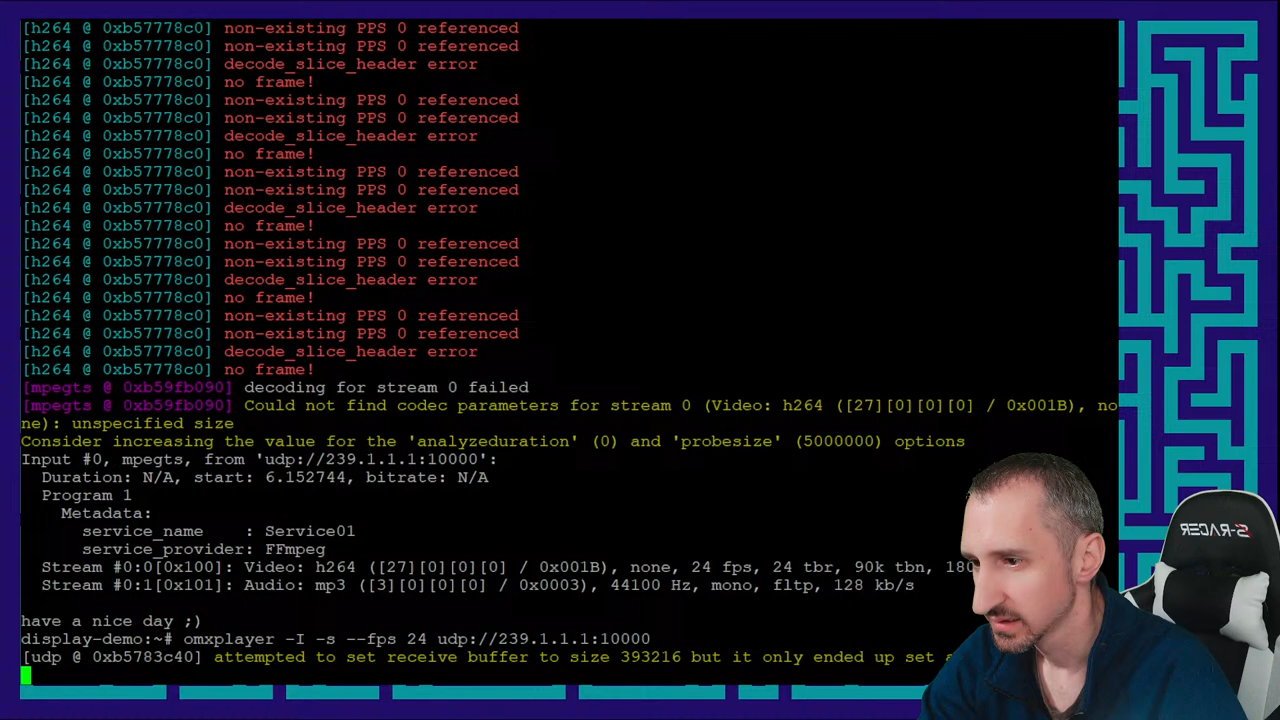 [h264 @ 0xb57778c0] non-existing PPS 0 referenced
[h264 @ 0xb57778c0] non-existing PPS 0 referenced
[h264 @ 0xb57778c0] decode_slice_header error
[h264 @ 0xb57778c0] no frame!
[h264 @ 0xb57778c0] non-existing PPS 0 referenced
[h264 @ 0xb57778c0] non-existing PPS 0 referenced
[h264 @ 0xb57778c0] decode_slice_header error
[h264 @ 0xb57778c0] no frame!
[h264 @ 0xb57778c0] non-existing PPS 0 referenced
[h264 @ 0xb57778c0] non-existing PPS 0 referenced
[h264 @ 0xb57778c0] decode_slice_header error
[h264 @ 0xb57778c0] no frame!
[h264 @ 0xb57778c0] non-existing PPS 0 referenced
[h264 @ 0xb57778c0] non-existing PPS 0 referenced
[h264 @ 0xb57778c0] decode_slice_header error
[h264 @ 0xb57778c0] no frame!
[h264 @ 0xb57778c0] non-existing PPS 0 referenced
[h264 @ 0xb57778c0] non-existing PPS 0 referenced
[h264 @ 0xb57778c0] decode_slice_header error
[h264 @ 0xb57778c0] no frame!
[mpegts @ 0xb59fb090] decoding for stream 0 failed
[mpegts @ 0xb59fb090] Could not find codec parameters for stream 0 (Video: h264 ([27][0][0][0] / 0x001B), no
ne): unspecified size
Consider increasing the value for the 'analyzeduration' (0) and 'probesize' (5000000) options
Input #0, mpegts, from 'udp://239.1.1.1:10000':
Duration: N/A, start: 6.152744, bitrate: N/A
Program 1
Metadata:
service_name : Service01
service_provider: FFmpeg
Stream #0:0[0x100]: Video: h264 ([27][0][0][0] / 0x001B), none, 24 fps, 24 tbr, 90k tbn, 180
Stream #0:1[0x101]: Audio: mp3 ([3][0][0][0] / 0x0003), 44100 Hz, mono, fltp, 128 kb/s
have a nice day ;)
display-demo:~# omxplayer -I -s --fps 24 udp://239.1.1.1:10000
[udp @ 0xb5783c40] attempted to set receive buffer to size 393216 but it only ended up set
S-RACER